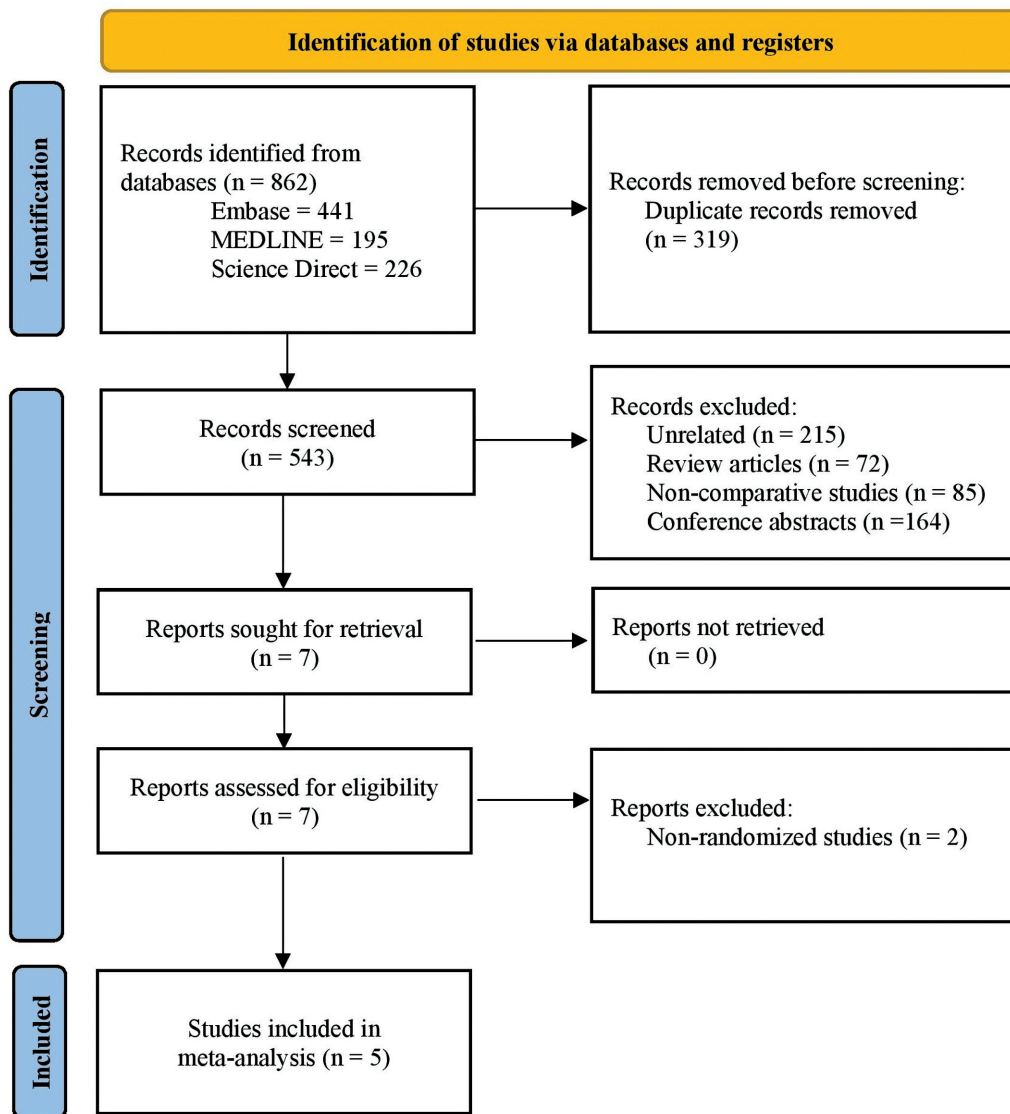 Identification of studies via databases and registers
Identification
Records identified from
databases (n = 862)
Embase = 441
MEDLINE = 195
Science Direct = 226
Records removed before screening:
Duplicate records removed
(n = 319)
Screening
Records screened
(n = 543)
Records excluded:
Unrelated (n = 215)
Review articles (n = 72)
Non-comparative studies (n = 85)
Conference abstracts (n =164)
Reports sought for retrieval
(n = 7)
Reports not retrieved
(n = 0)
Reports assessed for eligibility
(n = 7)
Reports excluded:
Non-randomized studies (n = 2)
Included
Studies included in
meta-analysis (n = 5)